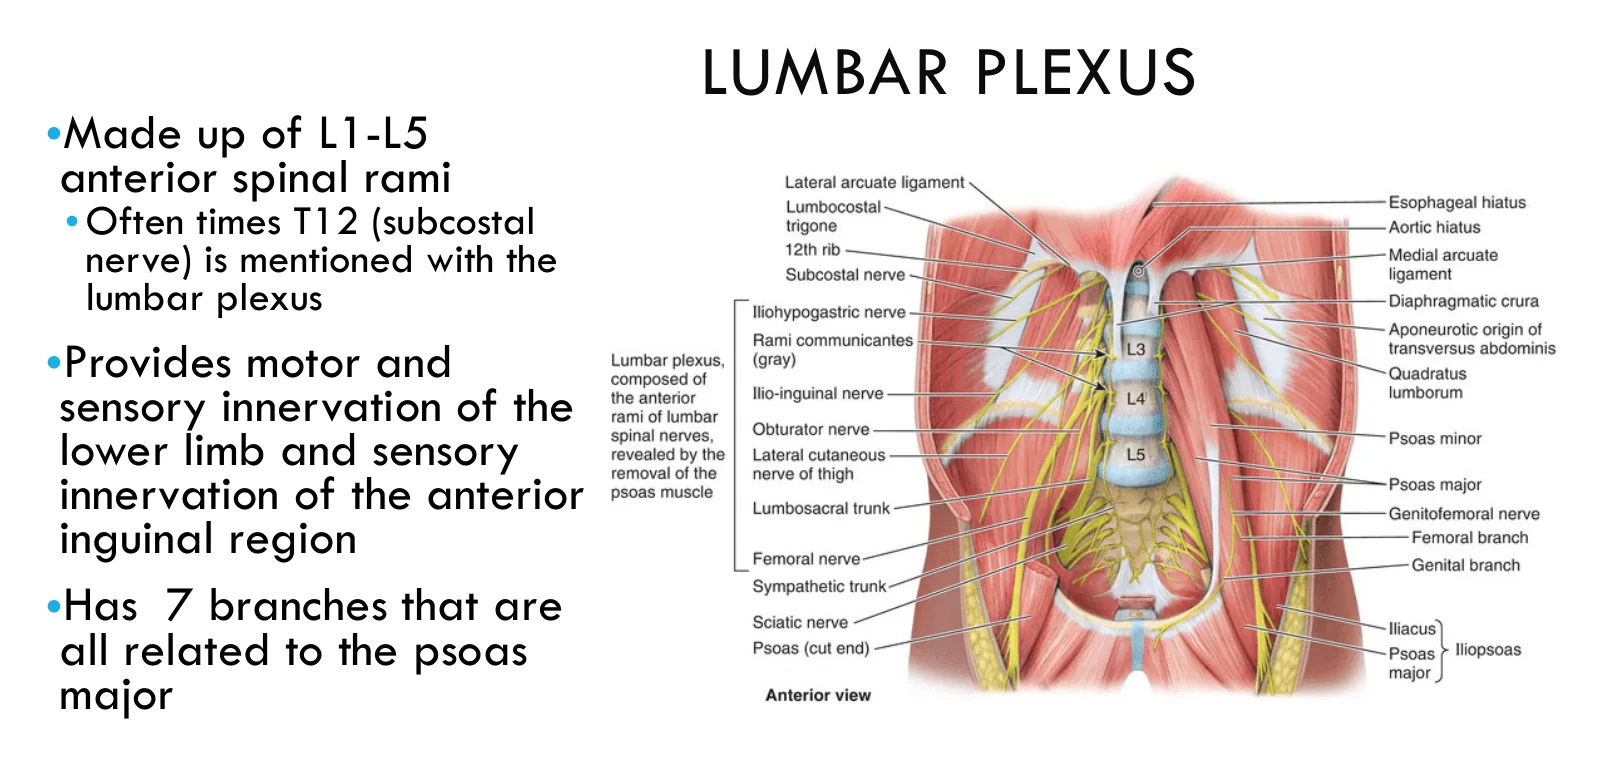 LUMBAR PLEXUS
•Made up of L1-L5
anterior spinal rami
•Often times T12 (subcostal
nerve) is mentioned with the
lumbar plexus
•Provides motor and
sensory innervation of the
lower limb and sensory
innervation of the anterior
inguinal region
•Has  7 branches that are
all related to the psoas
major
Lateral arcuate ligament
Lumbocostal
trigone
12th rib
Subcostal nerve
Lumbar plexus,
composed of
the anterior
rami of lumbar
spinal nerves,
revealed by the
removal of the
psoas muscle
Iliohypogastric nerve
Rami communicantes
(gray)
Ilio-inguinal nerve
Obturator nerve
Lateral cutaneous
nerve of thigh
Lumbosacral trunk
Femoral nerve
Sympathetic trunk
Sciatic nerve
Psoas (cut end)
Anterior view
L3
L4
L5
Esophageal hiatus
Aortic hiatus
Medial arcuate
ligament
Diaphragmatic crura
Aponeurotic origin of
transversus abdominis
Quadratus
lumborum
Psoas minor
Psoas major
Genitofemoral nerve
Femoral branch
Genital branch
Iliacus
Psoas
major
Iliopsoas